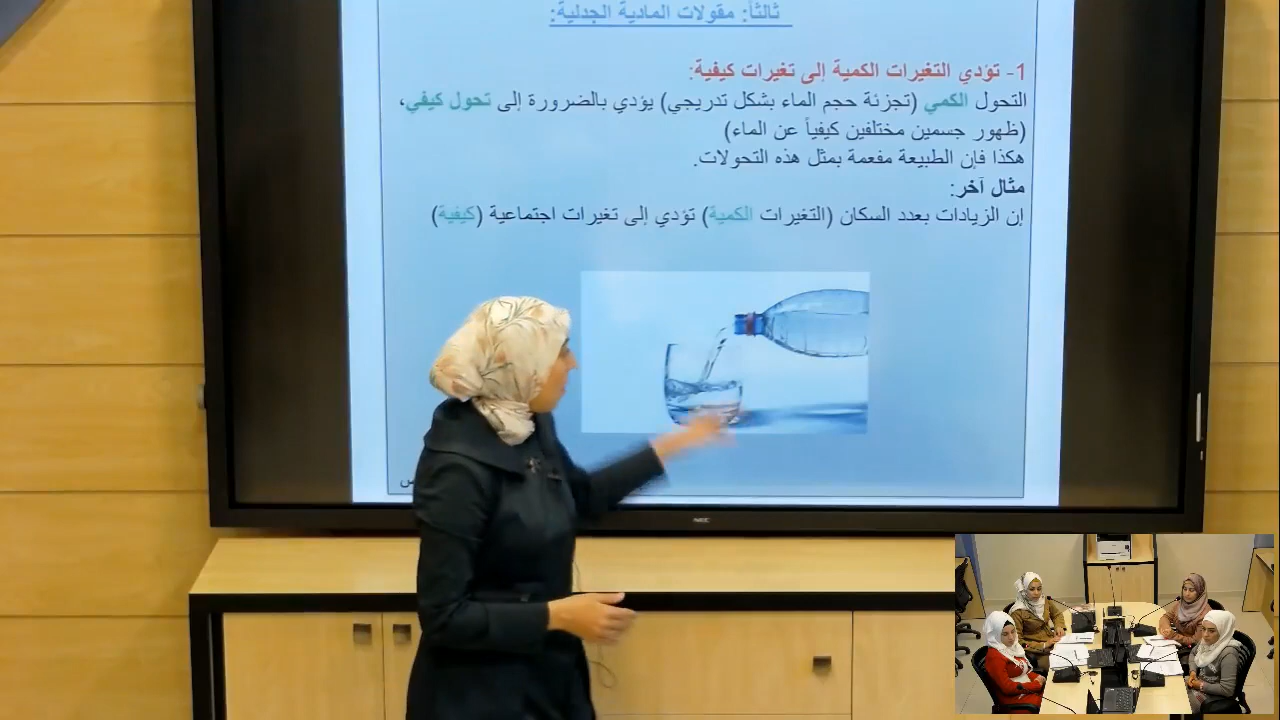 ثالثاً: مقولات المادية الجدلية:
1- تؤدي التغيرات الكمية إلى تغيرات كيفية:
التحول الكمي (تجزئة حجم الماء بشكل تدريجي) يؤدي بالضرورة إلى تحول كيفي،
(ظهور جسمين مختلفين كيفياً عن الماء)
هكذا فإن الطبيعة مفعمة بمثل هذه التحولات.
مثال آخر:
إن الزيادات بعدد السكان (التغيرات الكمية) تؤدي إلى تغيرات اجتماعية (كيفية)
NEC